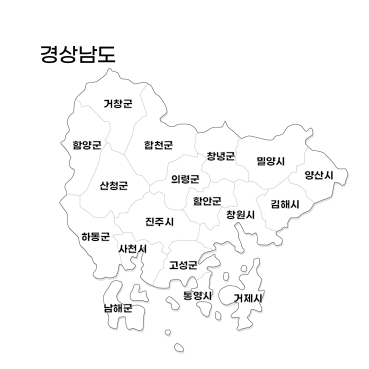 경상남도
거창군
함양군
합천군
창녕군
밀양시
양산시
산청군
의령군
함안군
김해시
창원시
진주시
하동군
사천시
고성군
통영시
거제시
남해군